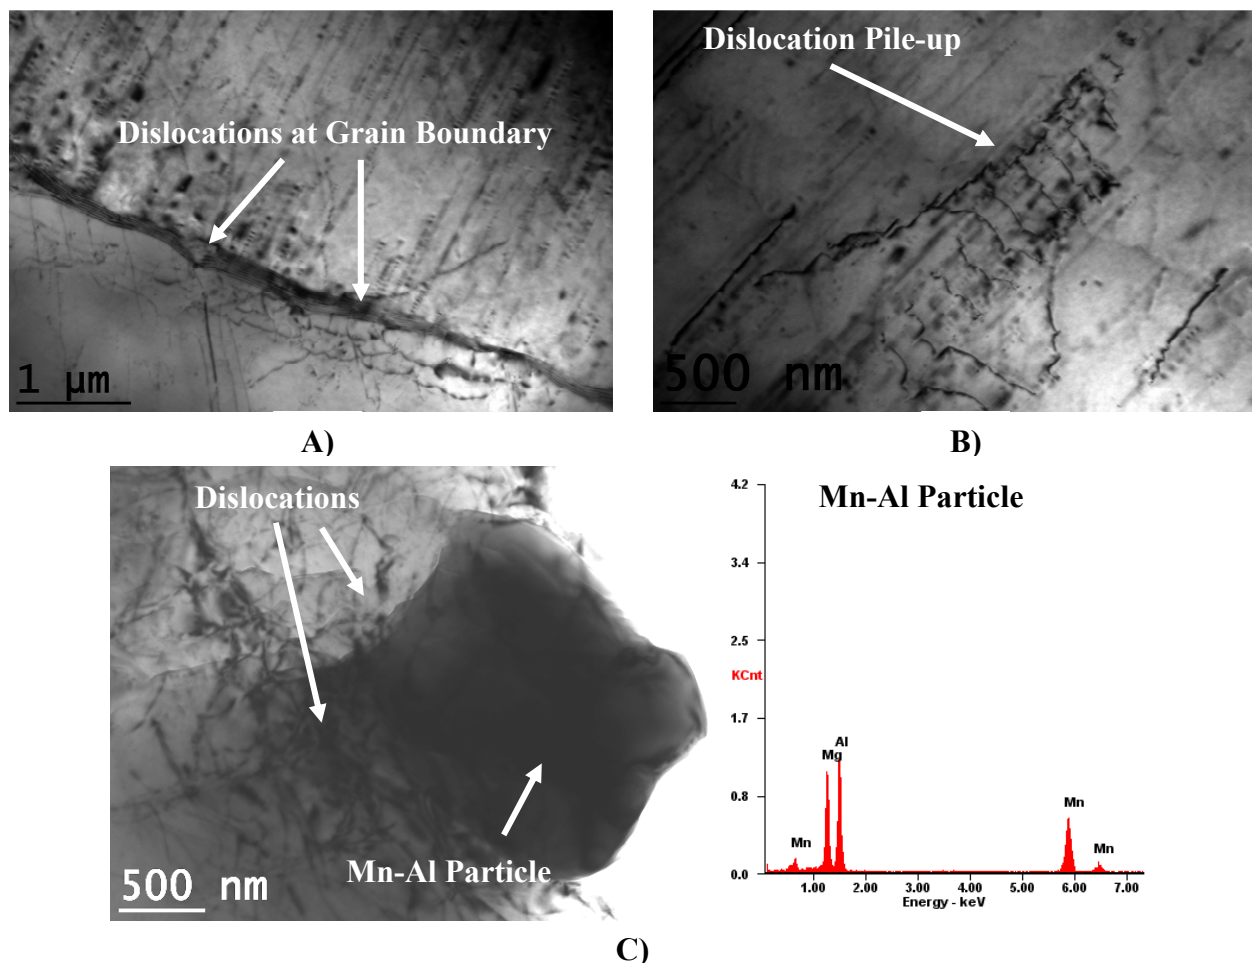 Dislocations at Grain Boundary
1 µm
A)
Dislocation Pile-up
500 nm
B)
Dislocations
Mn-Al Particle
500 nm
Mn-Al Particle
4.2
3.4
2.5
KCnt
1.7
0.8
0.0
Mn
Mg
Al
Mn
Mn
1.00
2.00
3.00
4.00
5.00
6.00
7.00
Energy - keV
C)